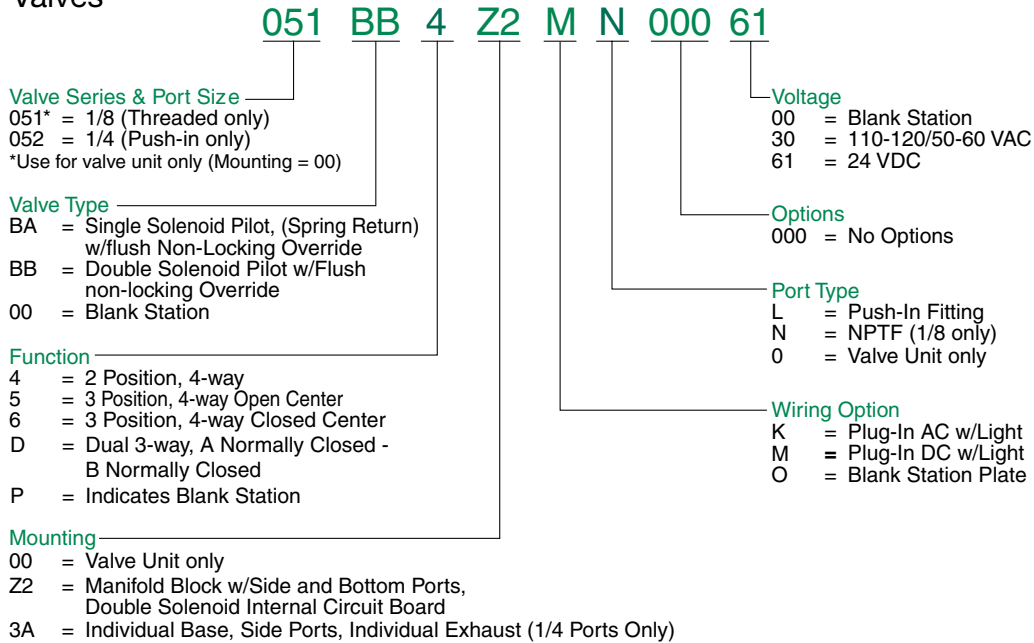 Valves
051 BB 4 Z2 M N 000 61
Valve Series & Port Size
051* = 1/8 (Threaded only)
052 = 1/4 (Push-in only)
*Use for valve unit only (Mounting = 00)
Valve Type
BA = Single Solenoid Pilot, (Spring Return)
w/flush Non-Locking Override
BB = Double Solenoid Pilot w/Flush
non-locking Override
00 = Blank Station
Function
4 = 2 Position, 4-way
5 = 3 Position, 4-way Open Center
6 = 3 Position, 4-way Closed Center
D = Dual 3-way, A Normally Closed -
B Normally Closed
P = Indicates Blank Station
Mounting
00 = Valve Unit only
Z2 = Manifold Block w/Side and Bottom Ports,
Double Solenoid Internal Circuit Board
3A = Individual Base, Side Ports, Individual Exhaust (1/4 Ports Only)
Voltage
00 = Blank Station
30 = 110-120/50-60 VAC
61 = 24 VDC
Options
000 = No Options
Port Type
L = Push-In Fitting
N = NPTF (1/8 only)
0 = Valve Unit only
Wiring Option
K = Plug-In AC w/Light
M = Plug-In DC w/Light
O = Blank Station Plate